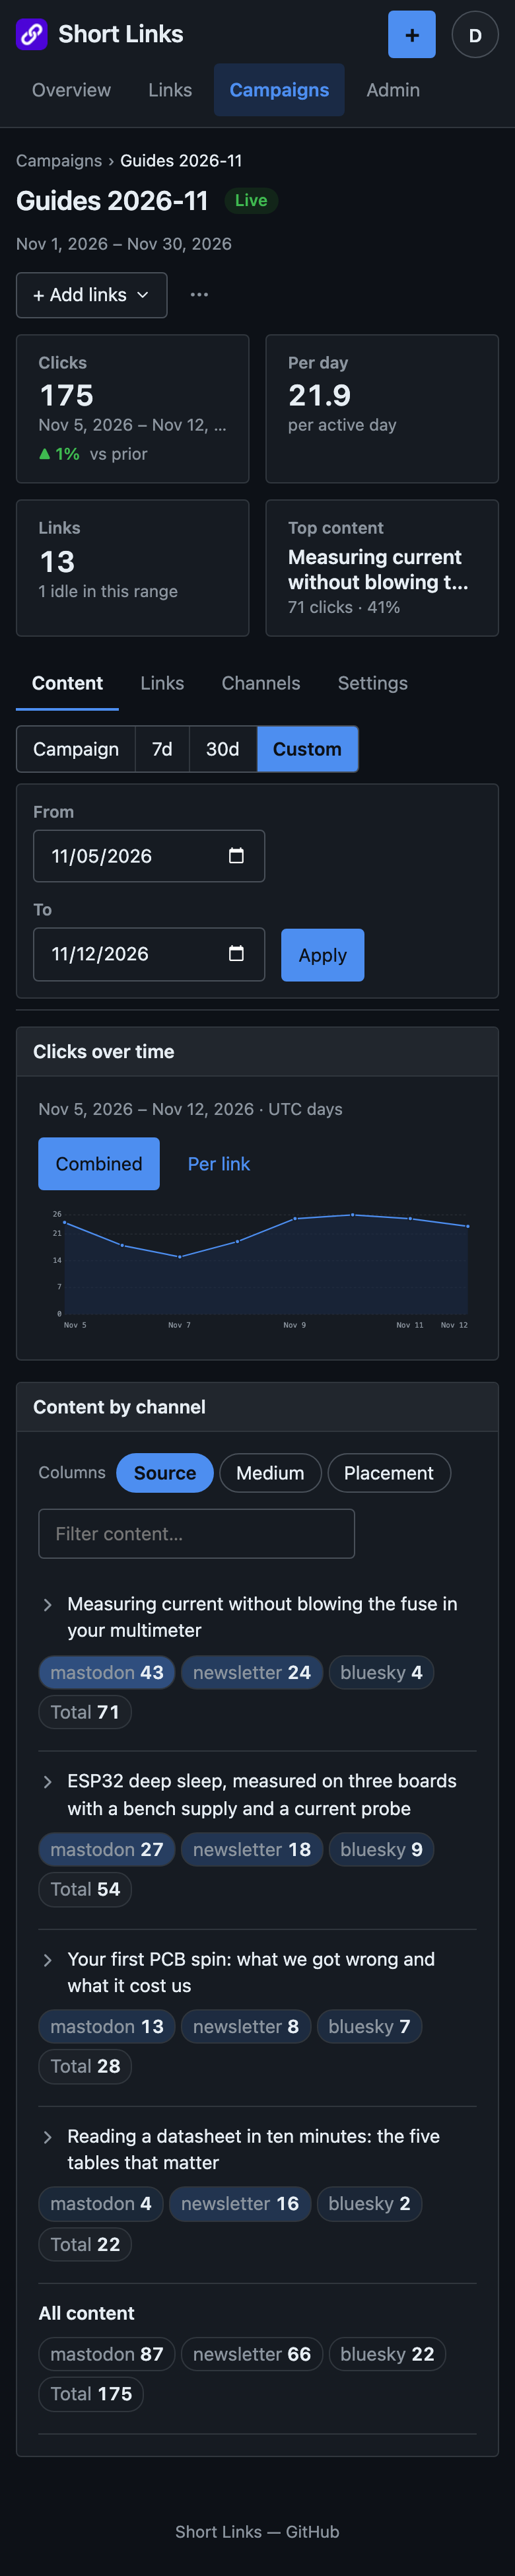 Short Links
+
D
Overview Links Campaigns Admin
Campaigns › Guides 2026-11
Guides 2026-11 Live
Nov 1, 2026 – Nov 30, 2026
+ Add links
Clicks
175
Nov 5, 2026 – Nov 12, ...
▲ 1% vs prior
Per day
21.9
per active day
Links
13
1 idle in this range
Top content
Measuring current
without blowing t...
71 clicks · 41%
Content Links Channels Settings
Campaign 7d 30d Custom
From
11/05/2026
To
11/12/2026
Apply
Clicks over time
Nov 5, 2026 – Nov 12, 2026 · UTC days
Combined Per link
26
21
14
7
0
Nov 5 Nov 7 Nov 9 Nov 11 Nov 12
Content by channel
Columns Source Medium Placement
Filter content...
Measuring current without blowing the fuse in
your multimeter
mastodon 43 newsletter 24 bluesky 4
Total 71
ESP32 deep sleep, measured on three boards
with a bench supply and a current probe
mastodon 27 newsletter 18 bluesky 9
Total 54
Your first PCB spin: what we got wrong and
what it cost us
mastodon 13 newsletter 8 bluesky 7
Total 28
Reading a datasheet in ten minutes: the five
tables that matter
mastodon 4 newsletter 16 bluesky 2
Total 22
All content
mastodon 87 newsletter 66 bluesky 22
Total 175
Short Links — GitHub